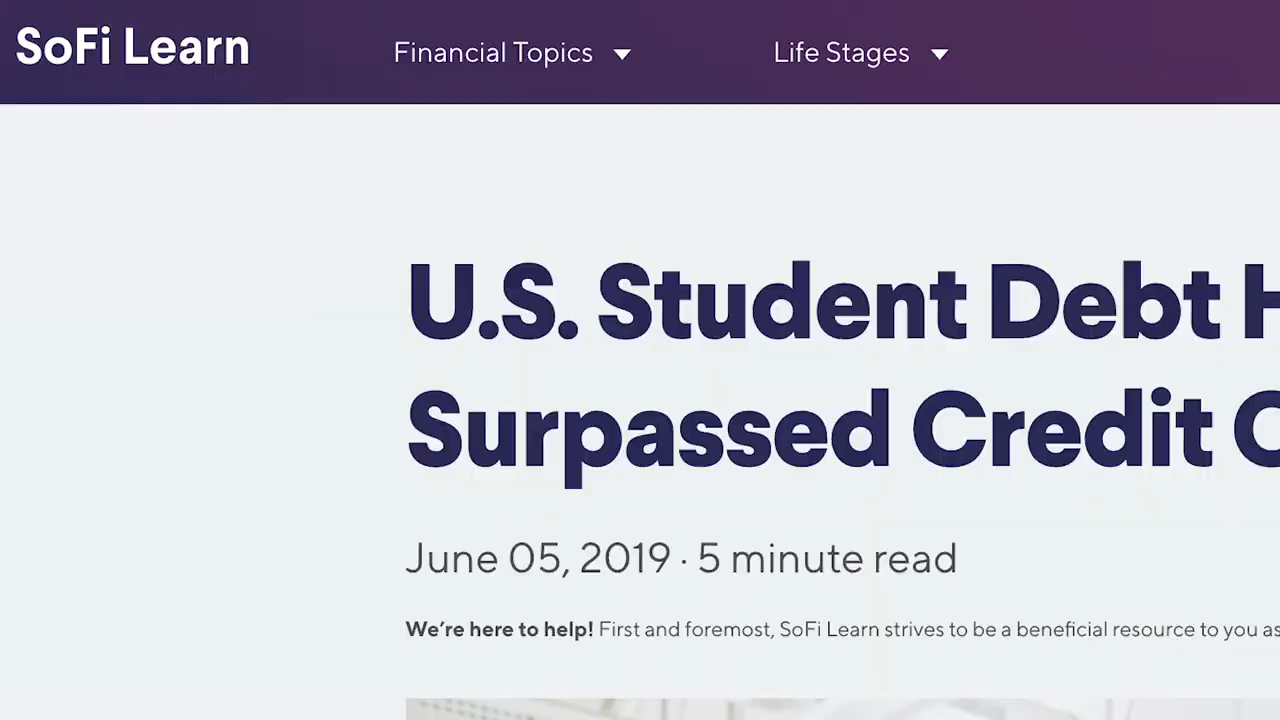 SoFi Learn
Financial Topics
Life Stages
U.S. Student Debt
Surpassed Credit
June 05, 2019 · 5 minute read
We're here to help! First and foremost, SoFi Learn strives to be a beneficial resource to you as